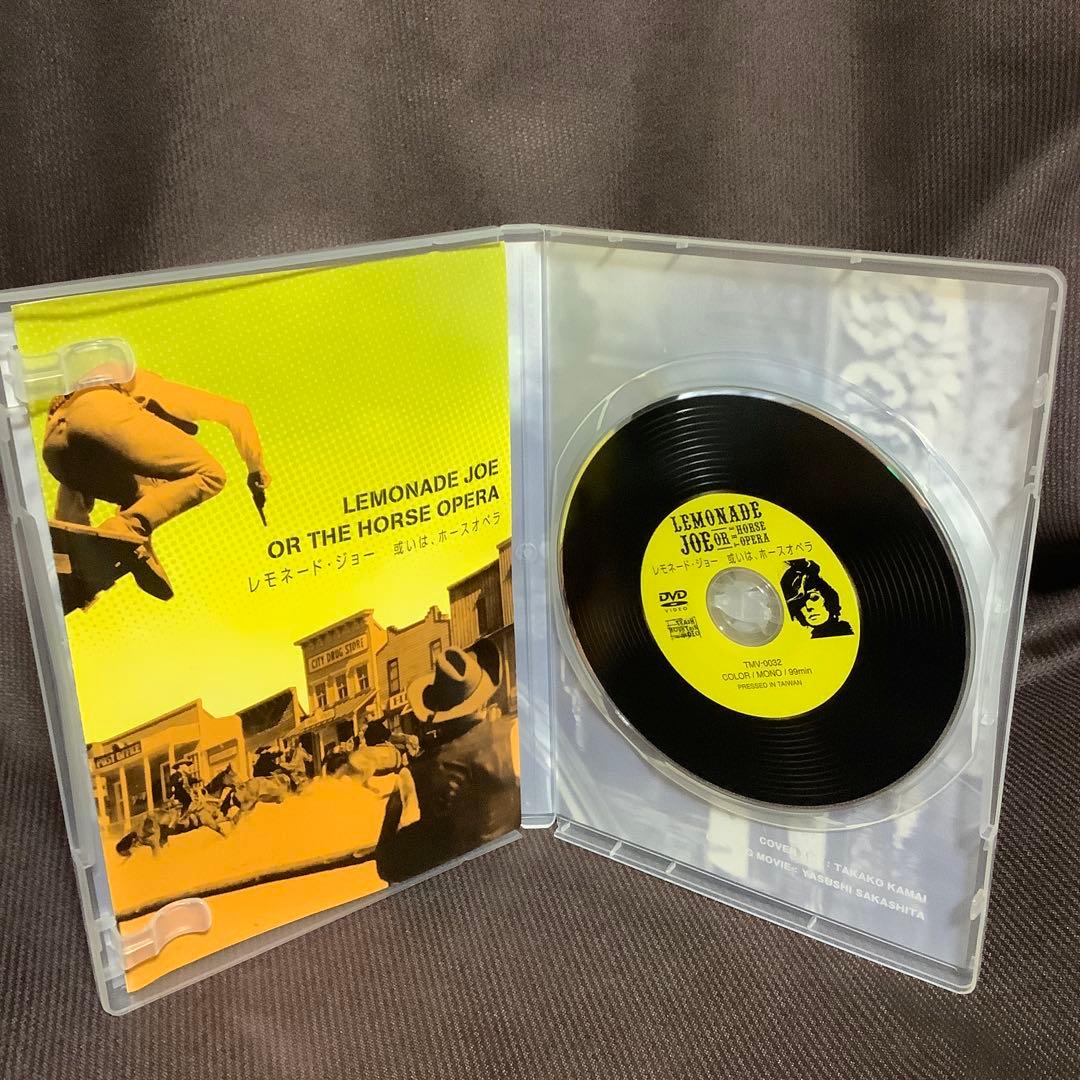 LEMONADE JOE
OR THE HORSE OPERA
レモネード・ジョー 或いは、ホースオペラ
CITY DRUG STORE
POST OFFICE
LEMONADE
JOE OR THE HORSE
OPERA
レモネード・ジョー 或いは、ホースオペラ
DVD
VIDEO
TMV-0032
COLOR / MONO / 99min
PRESSED IN TAIWAN
COVER
: TAKAKO KAMAI
MOVIE: YASUSHI SAKASHITA